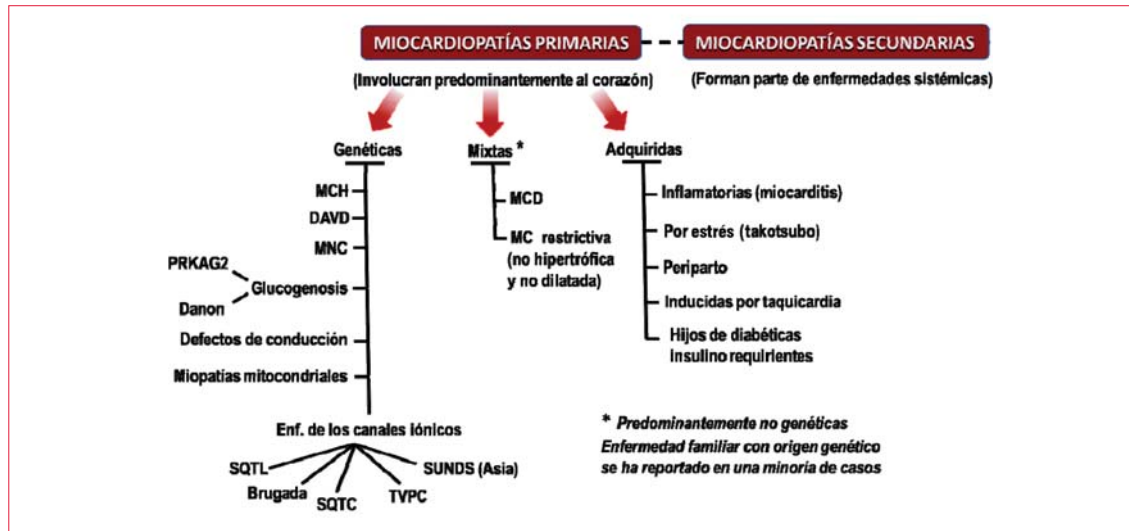 MIOCARDIOPATÍAS PRIMARIAS
MIOCARDIOPATÍAS SECUNDARIAS
(Involucran predominantemente al corazón)
(Forman parte de enfermedades sistémicas)
Genéticas
MCH
DAVD
MNC
PRKAG2
Glucogenosis
Danon
Defectos de conducción
Miopatías mitocondriales
Enf. de los canales iónicos
SQTL
Brugada
SQTC
TVPC
SUNDS (Asia)
Mixtas *
MCD
MC restrictiva
(no hipertrófica
y no dilatada)
Adquiridas
Inflamatorias (miocarditis)
Por estrés (takotsubo)
Periparto
Inducidas por taquicardia
Hijos de diabéticas
Insulino requirientes
* Predominantemente no genéticas
Enfermedad familiar con origen genético
se ha reportado en una minoría de casos